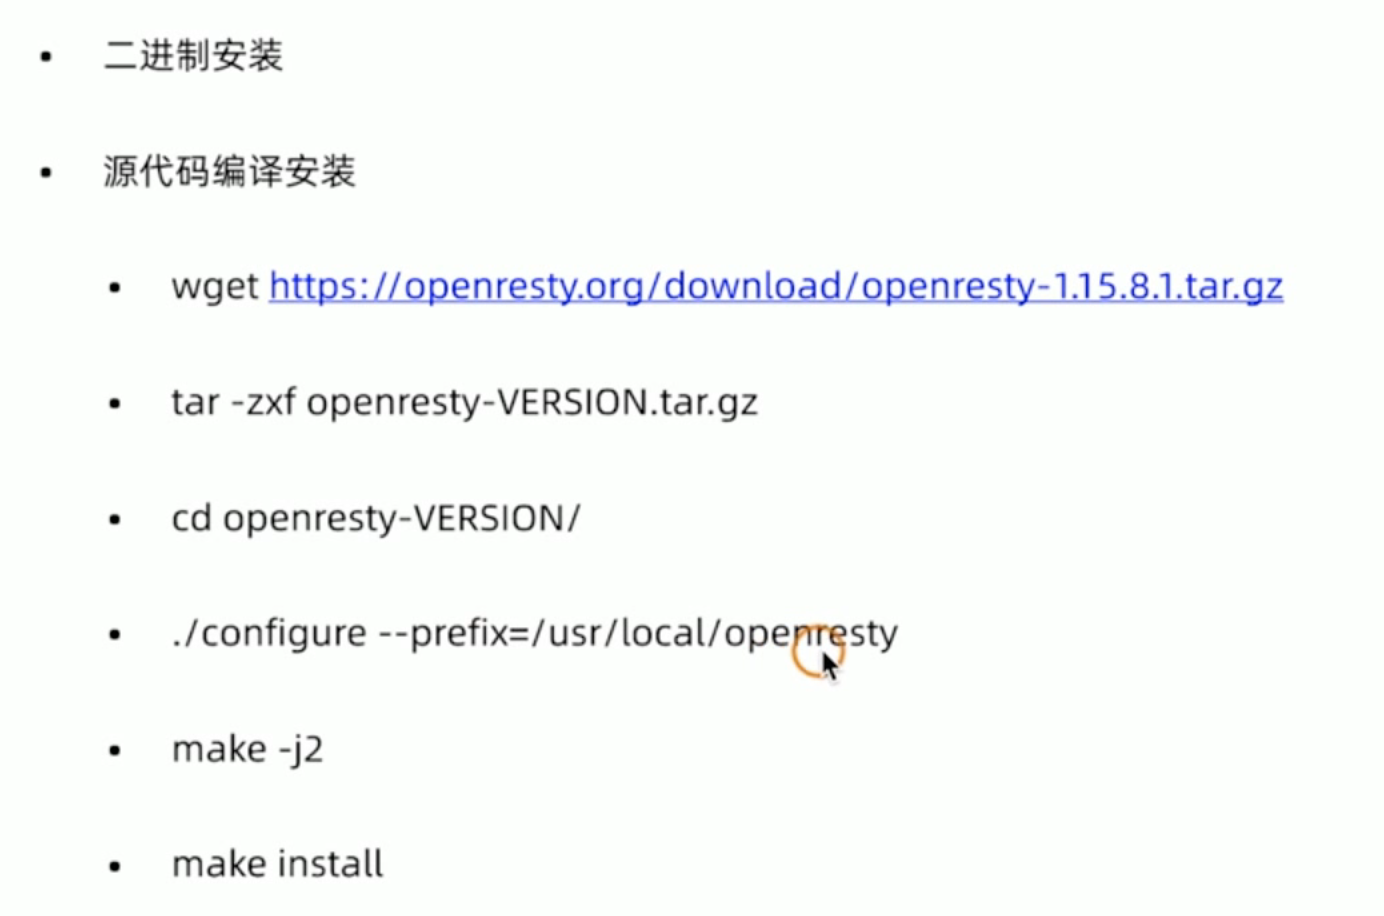 • 二进制安装
• 源代码编译安装
• wget https://openresty.org/download/openresty-1.15.8.1.tar.gz
• tar -zxf openresty-VERSION.tar.gz
• cd openresty-VERSION/
• ./configure --prefix=/usr/local/openresty
• make -j2
• make install